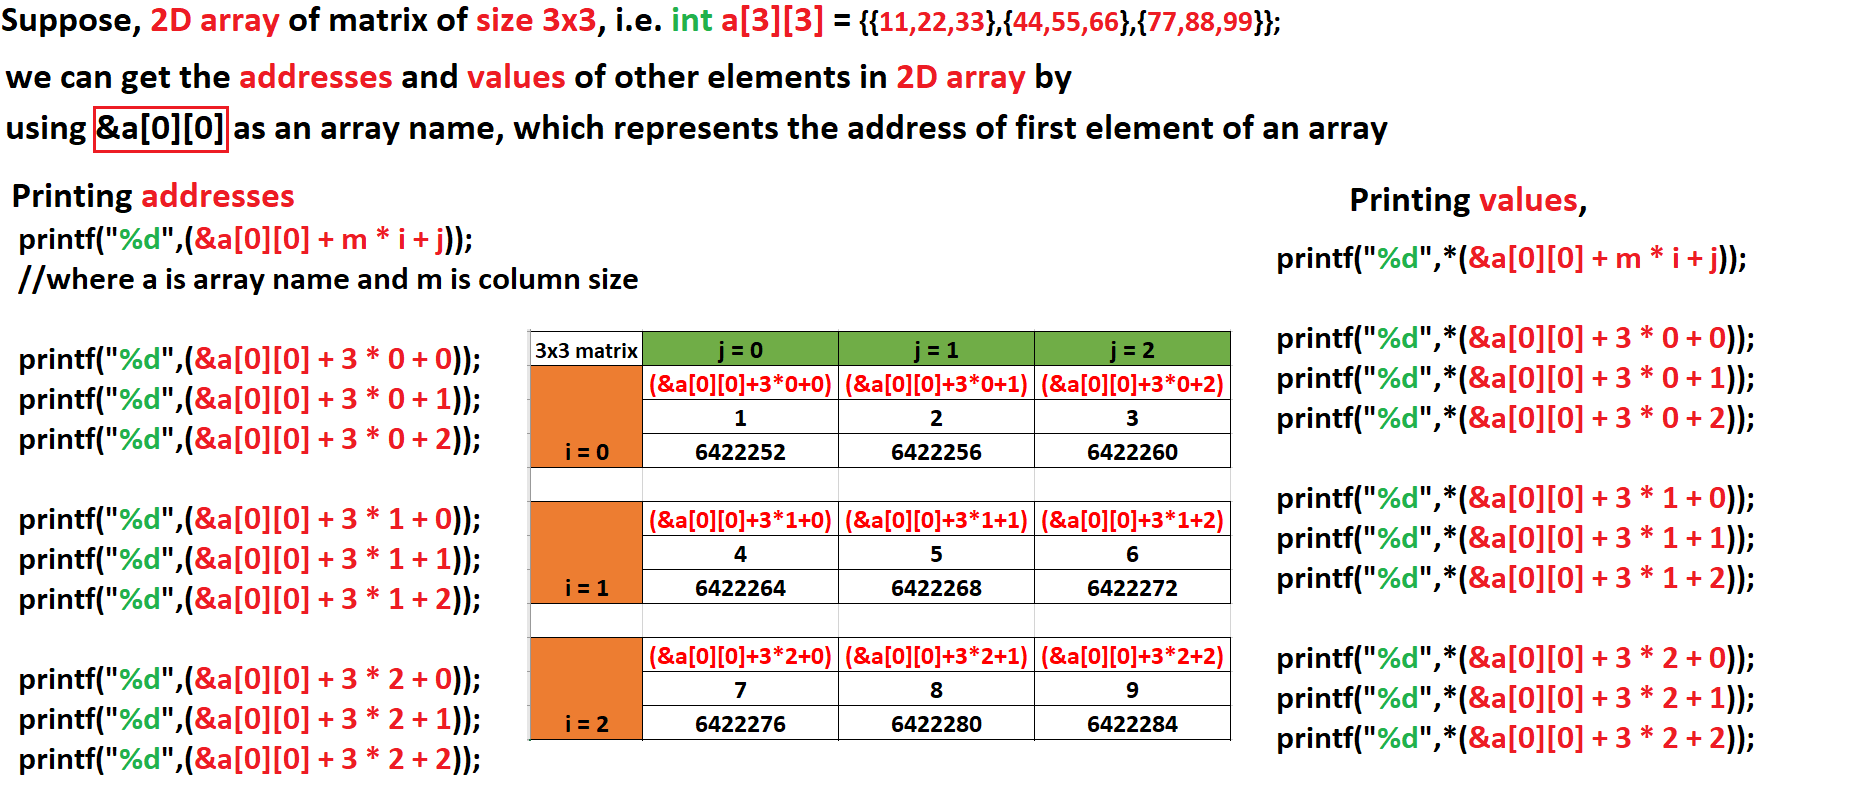 Suppose, 2D array of matrix of size 3x3, i.e. int a[3][3] = {{11,22,33},{44,55,66},{77,88,99}};
we can get the addresses and values of other elements in 2D array by
using &a[0][0] as an array name, which represents the address of first element of an array
Printing addresses
printf("%d",(&a[0][0] + m * i + j));
//where a is array name and m is column size
printf("%d",(&a[0][0] + 3 * 0 + 0));
printf("%d",(&a[0][0] + 3 * 0 + 1));
printf("%d",(&a[0][0] + 3 * 0 + 2));
printf("%d",(&a[0][0] + 3 * 1 + 0));
printf("%d",(&a[0][0] + 3 * 1 + 1));
printf("%d",(&a[0][0] + 3 * 1 + 2));
printf("%d",(&a[0][0] + 3 * 2 + 0));
printf("%d",(&a[0][0] + 3 * 2 + 1));
printf("%d",(&a[0][0] + 3 * 2 + 2));
3x3 matrix j = 0 j = 1 j = 2
(&a[0][0]+3*0+0) (&a[0][0]+3*0+1) (&a[0][0]+3*0+2)
1 2 3
i = 0 6422252 6422256 6422260
(&a[0][0]+3*1+0) (&a[0][0]+3*1+1) (&a[0][0]+3*1+2)
4 5 6
i = 1 6422264 6422268 6422272
(&a[0][0]+3*2+0) (&a[0][0]+3*2+1) (&a[0][0]+3*2+2)
7 8 9
i = 2 6422276 6422280 6422284
Printing values,
printf("%d",*(&a[0][0] + m * i + j));
printf("%d",*(&a[0][0] + 3 * 0 + 0));
printf("%d",*(&a[0][0] + 3 * 0 + 1));
printf("%d",*(&a[0][0] + 3 * 0 + 2));
printf("%d",*(&a[0][0] + 3 * 1 + 0));
printf("%d",*(&a[0][0] + 3 * 1 + 1));
printf("%d",*(&a[0][0] + 3 * 1 + 2));
printf("%d",*(&a[0][0] + 3 * 2 + 0));
printf("%d",*(&a[0][0] + 3 * 2 + 1));
printf("%d",*(&a[0][0] + 3 * 2 + 2));